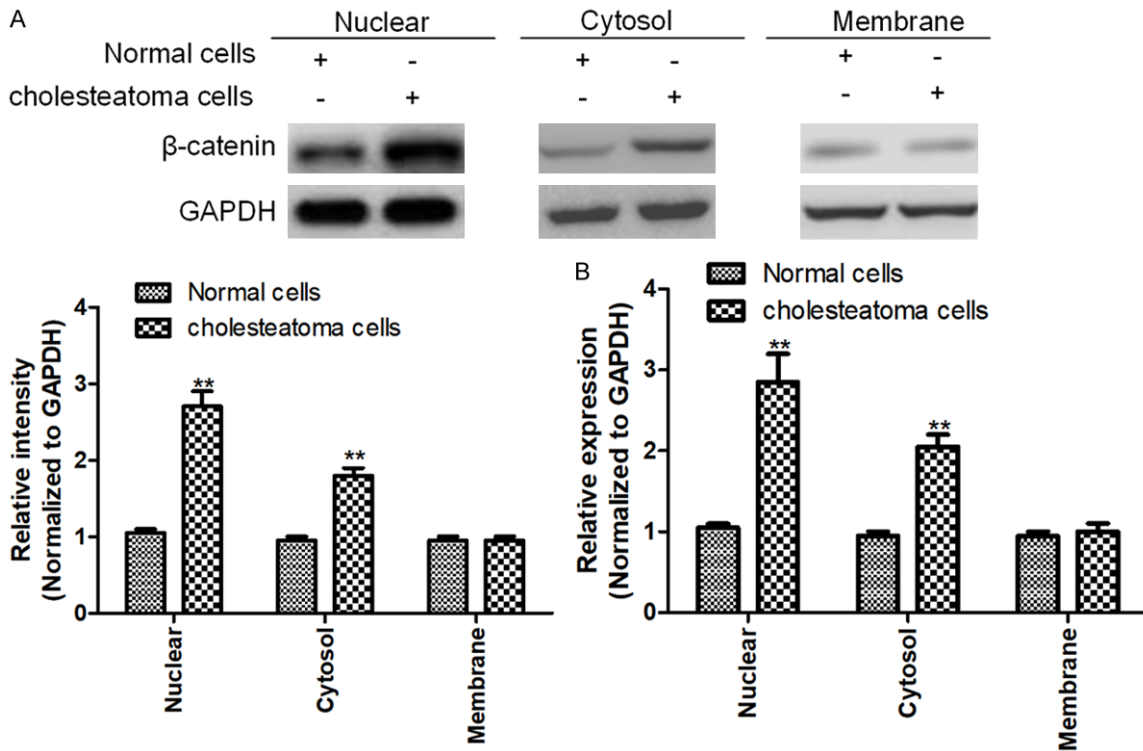 A
Nuclear Cytosol Membrane
Normal cells + - + - + -
cholesteatoma cells - + - + - +
β-catenin
GAPDH
Normal cells
cholesteatoma cells
Relative intensity
(Normalized to GAPDH)
4
3
2
1
0
**
**
Nuclear
Cytosol
Membrane
B
Normal cells
cholesteatoma cells
Relative expression
(Normalized to GAPDH)
4
3
2
1
0
**
**
Nuclear
Cytosol
Membrane